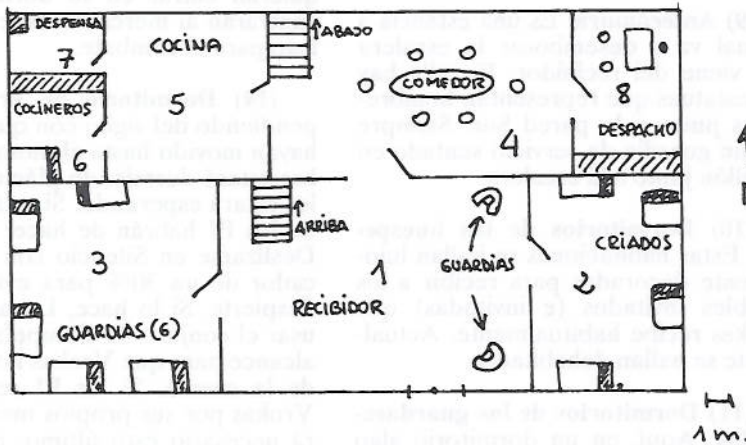 DESPENSA
7
COCINA
ABAJO
COCINEROS
5
COMEDOR
8
6
4
DESPACHO
3
ARRIBA
1
GUARDIAS
CRIADOS
2
RECIBIDOR
GUARDIAS (6)
1 m.